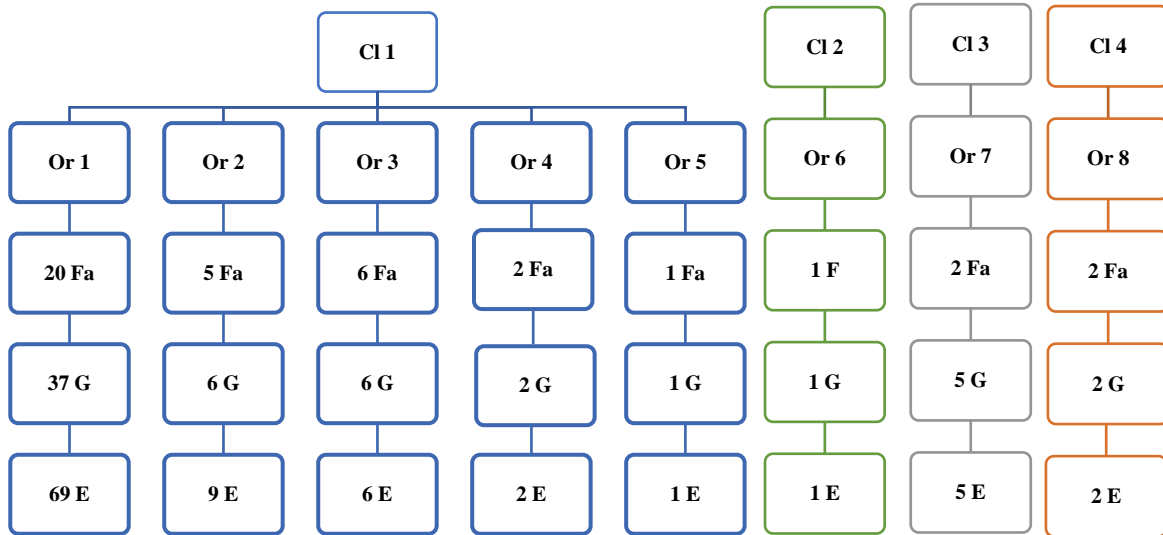 Cl 1
Cl 2
Cl 3
Cl 4
Or 1
Or 2
Or 3
Or 4
Or 5
Or 6
Or 7
Or 8
20 Fa
5 Fa
6 Fa
2 Fa
1 Fa
1 F
2 Fa
2 Fa
37 G
6 G
6 G
2 G
1 G
1 G
5 G
2 G
69 E
9 E
6 E
2 E
1 E
1 E
5 E
2 E